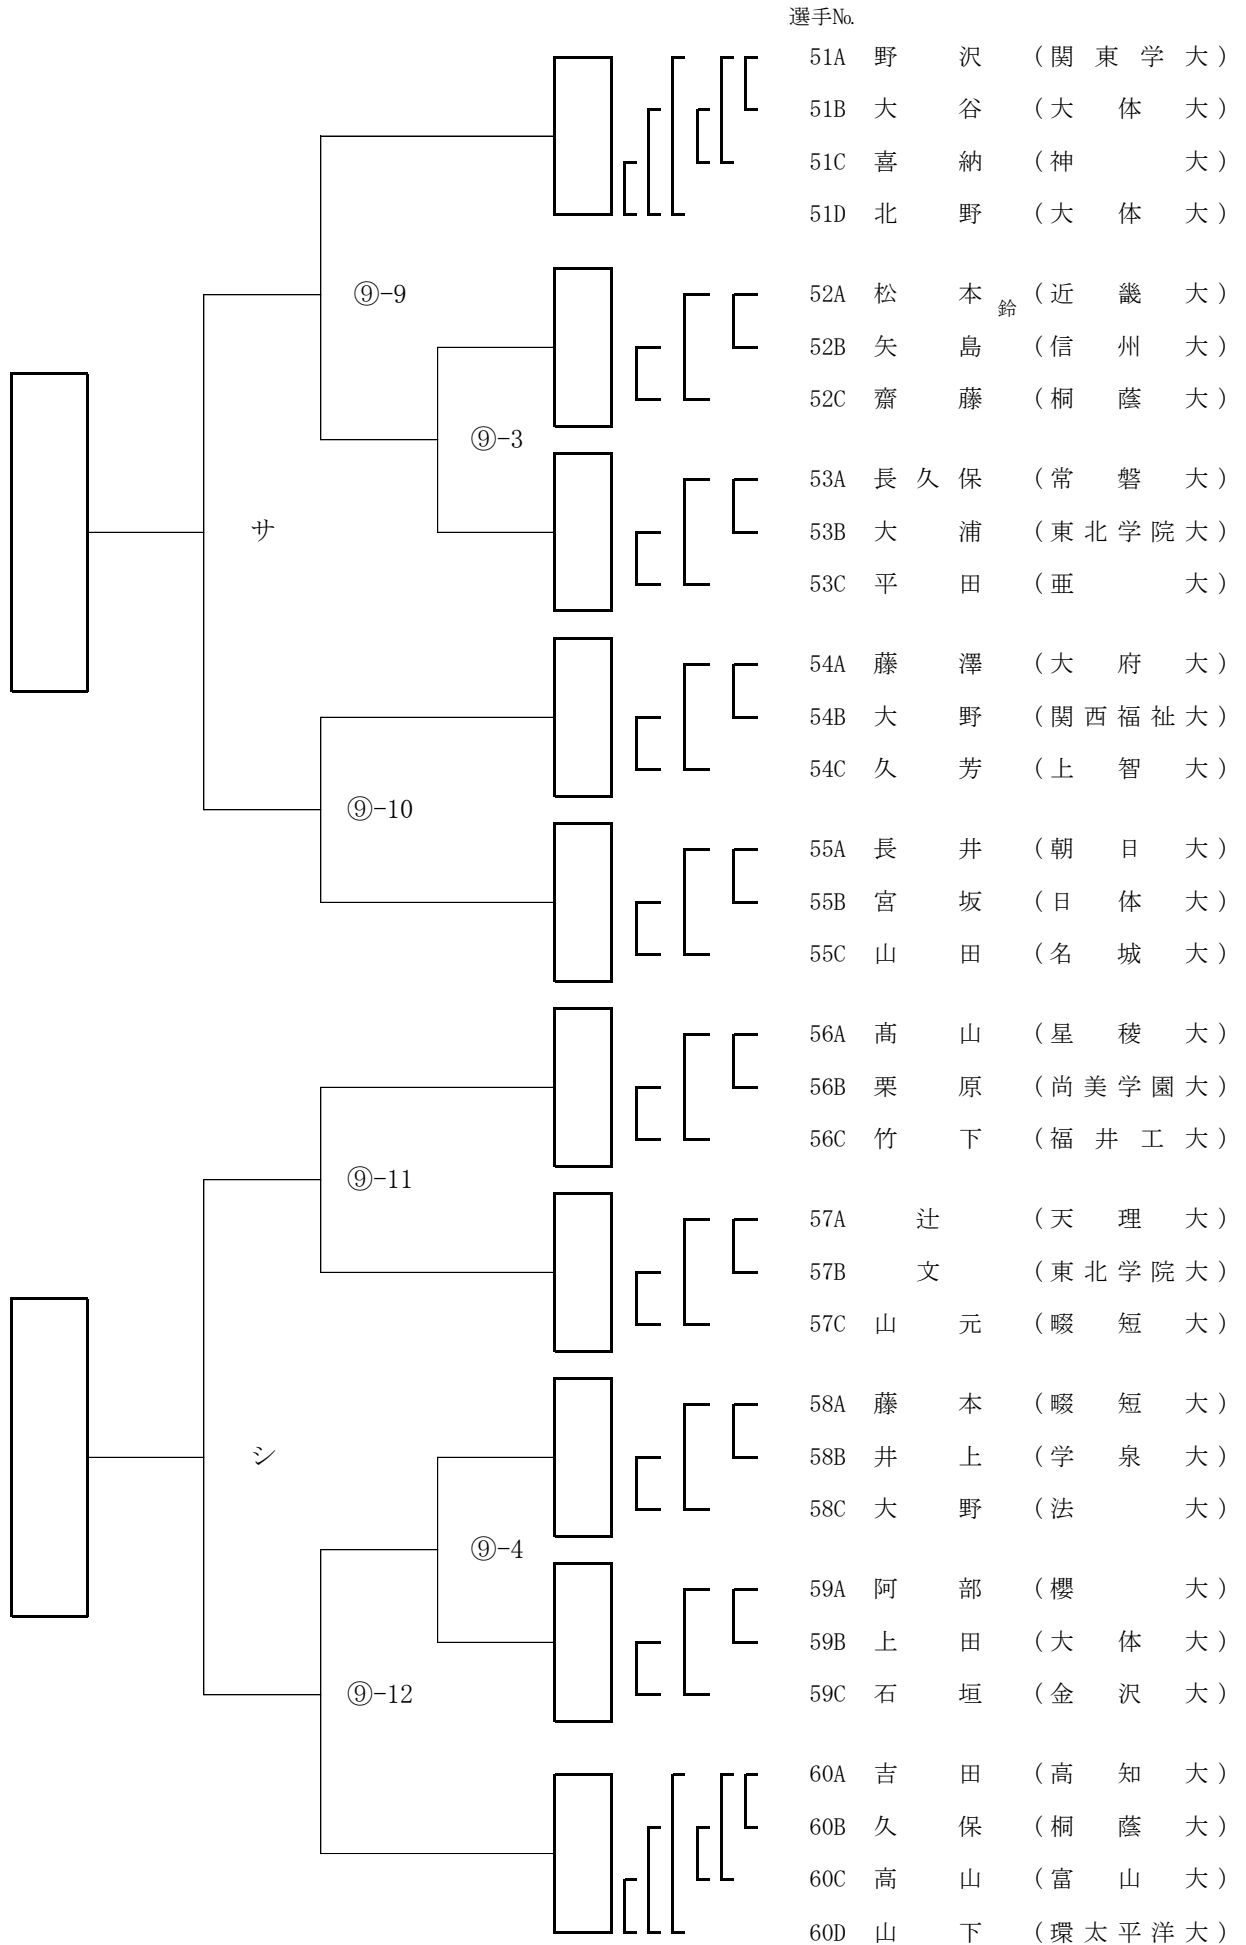 選手№
51A 野沢 (関東学大)
51B 大谷 (大体大)
51C 喜納 (神大)
51D 北野 (大体大)
⑨-9
52A 松本鈴 (近畿大)
52B 矢島 (信州大)
52C 齋藤 (桐蔭大)
⑨-3
53A 長久保 (常磐大)
サ
53B 大浦 (東北学院大)
53C 平田 (亜大)
54A 藤澤 (大府大)
54B 大野 (関西福祉大)
54C 久芳 (上智大)
⑨-10
55A 長井 (朝日大)
55B 宮坂 (日体大)
55C 山田 (名城大)
56A 髙山 (星稜大)
56B 栗原 (尚美学園大)
56C 竹下 (福井工大)
⑨-11
57A 辻 (天理大)
57B 文 (東北学院大)
57C 山元 (畷短大)
58A 藤本 (畷短大)
シ
58B 井上 (学泉大)
58C 大野 (法大)
⑨-4
59A 阿部 (櫻大)
59B 上田 (大体大)
⑨-12
59C 石垣 (金沢大)
60A 吉田 (高知大)
60B 久保 (桐蔭大)
60C 高山 (富山大)
60D 山下 (環太平洋大)